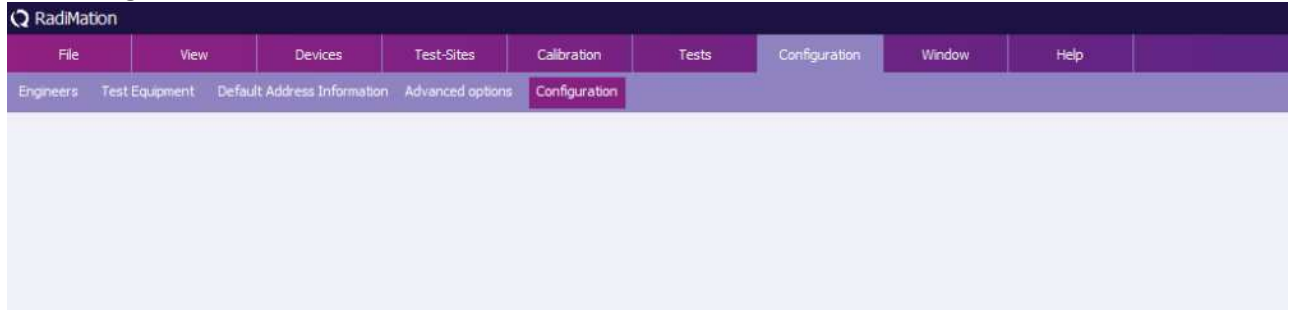 RadiMation
File View Devices Test-Sites Calibration Tests Configuration Window Help
Engineers Test Equipment Default Address Information Advanced options Configuration